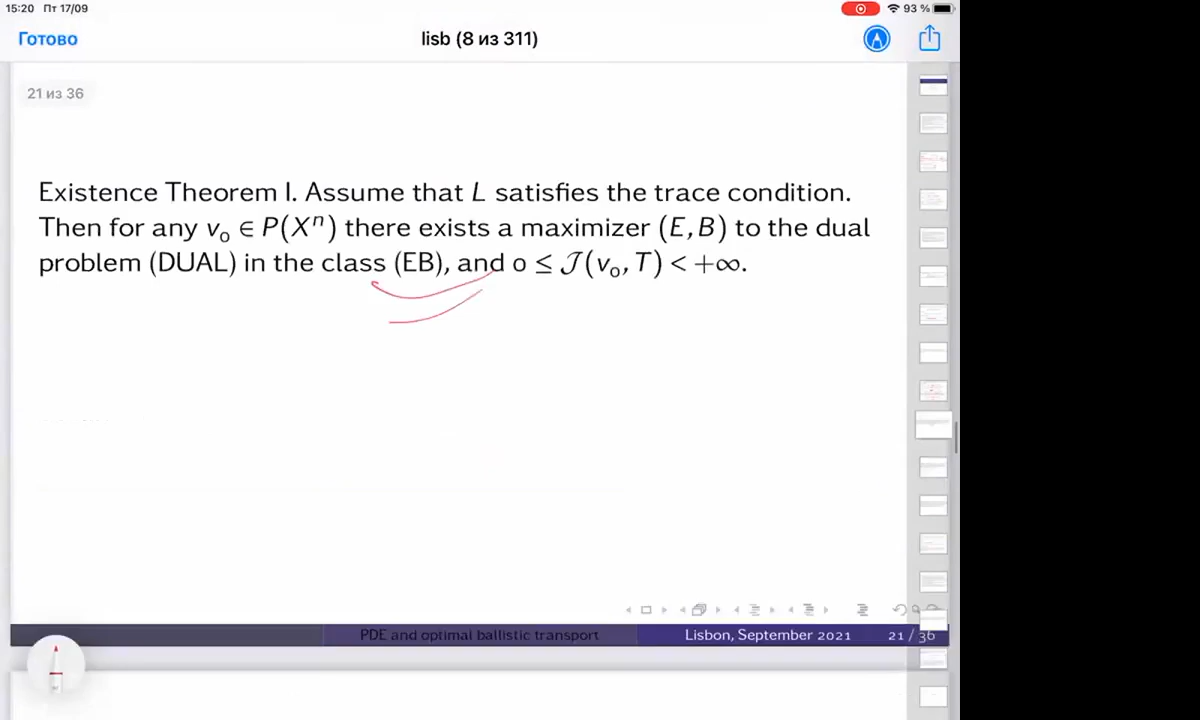 15:20 Пт 17/09
93 %
Готово
lisb (8 из 311)
21 из 36
Existence Theorem I. Assume that L satisfies the trace condition.
Then for any v₀ ∈ P(Xⁿ) there exists a maximizer (E, B) to the dual
problem (DUAL) in the class (EB), and 0 ≤ 𝒥(v₀, T) < +∞.
PDE and optimal ballistic transport
Lisbon, September 2021
21 / 36